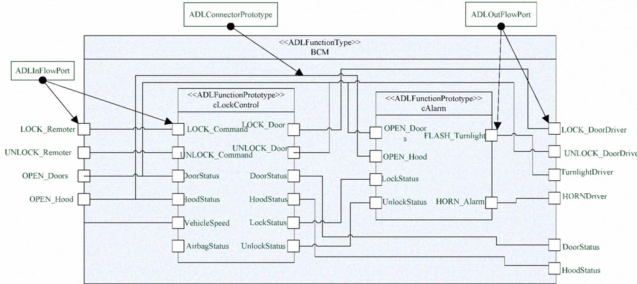 ADLConnectorPrototype
ADLOutFlowPort
<<ADLFunctionType>>
BCM
ADLInFlowPort
<<ADLFunctionPrototype>>
cLockControl
<<ADLFunctionPrototype>>
cAlarm
LOCK_Remoter
LOCK_Command
LOCK_Door
OPEN_Door
s
FLASH_Turnlight
LOCK_DoorDriver
UNLOCK_Remoter
UNLOCK_Command
UNLOCK_Door
OPEN_Hood
UNLOCK_DoorDrive
OPEN_Doors
DoorStatus
DoorStatus
LockStatus
TurnlightDriver
OPEN_Hood
HoodStatus
HoodStatus
UnlockStatus
HORN_Alarm
HORNDriver
VehicleSpeed
LockStatus
AirbagStatus
UnlockStatus
DoorStatus
HoodStatus